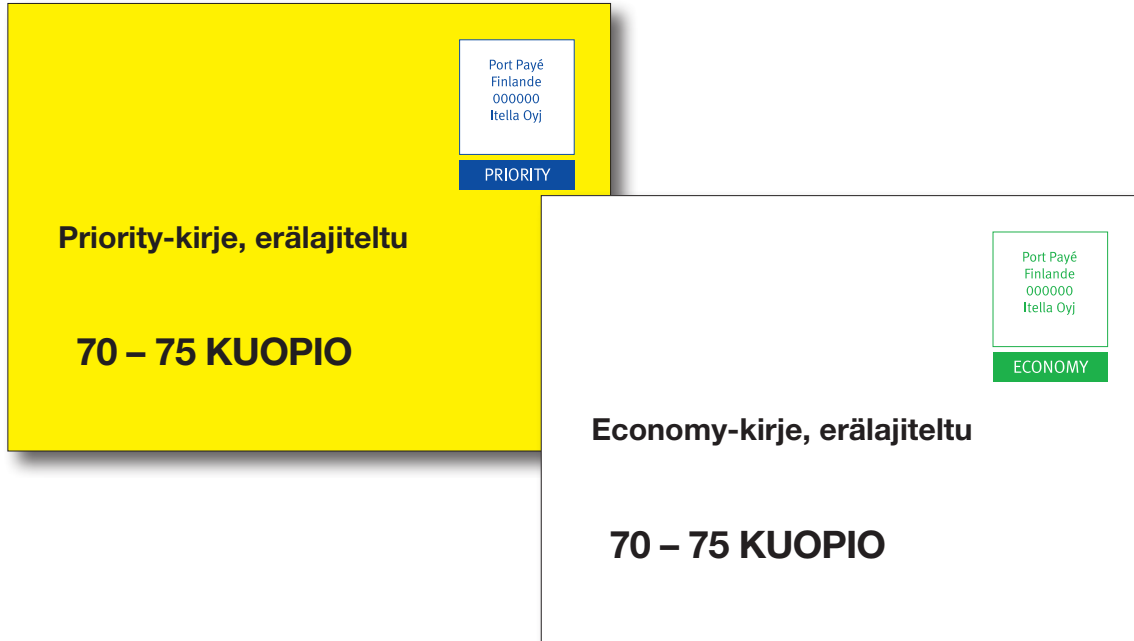 Port Payé
Finlande
000000
Itella Oyj
PRIORITY
Priority-kirje, erälajiteltu
70 – 75 KUOPIO
Port Payé
Finlande
000000
Itella Oyj
ECONOMY
Economy-kirje, erälajiteltu
70 – 75 KUOPIO